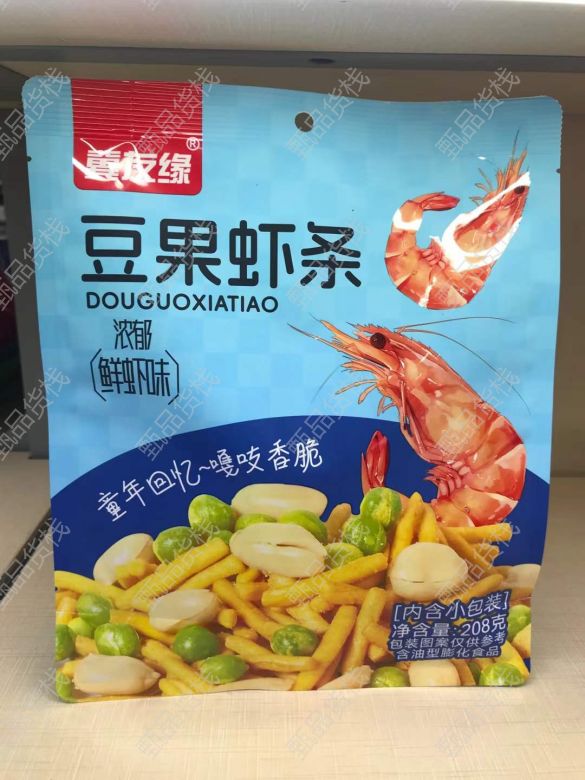 冀友缘®
豆果虾条
DOUGUOXIATIAO
浓郁
鲜虾味
童年回忆~嘎吱香脆
[内含小包装]
净含量:208克
包装图案仅供参考
含油型膨化食品
甄品货栈